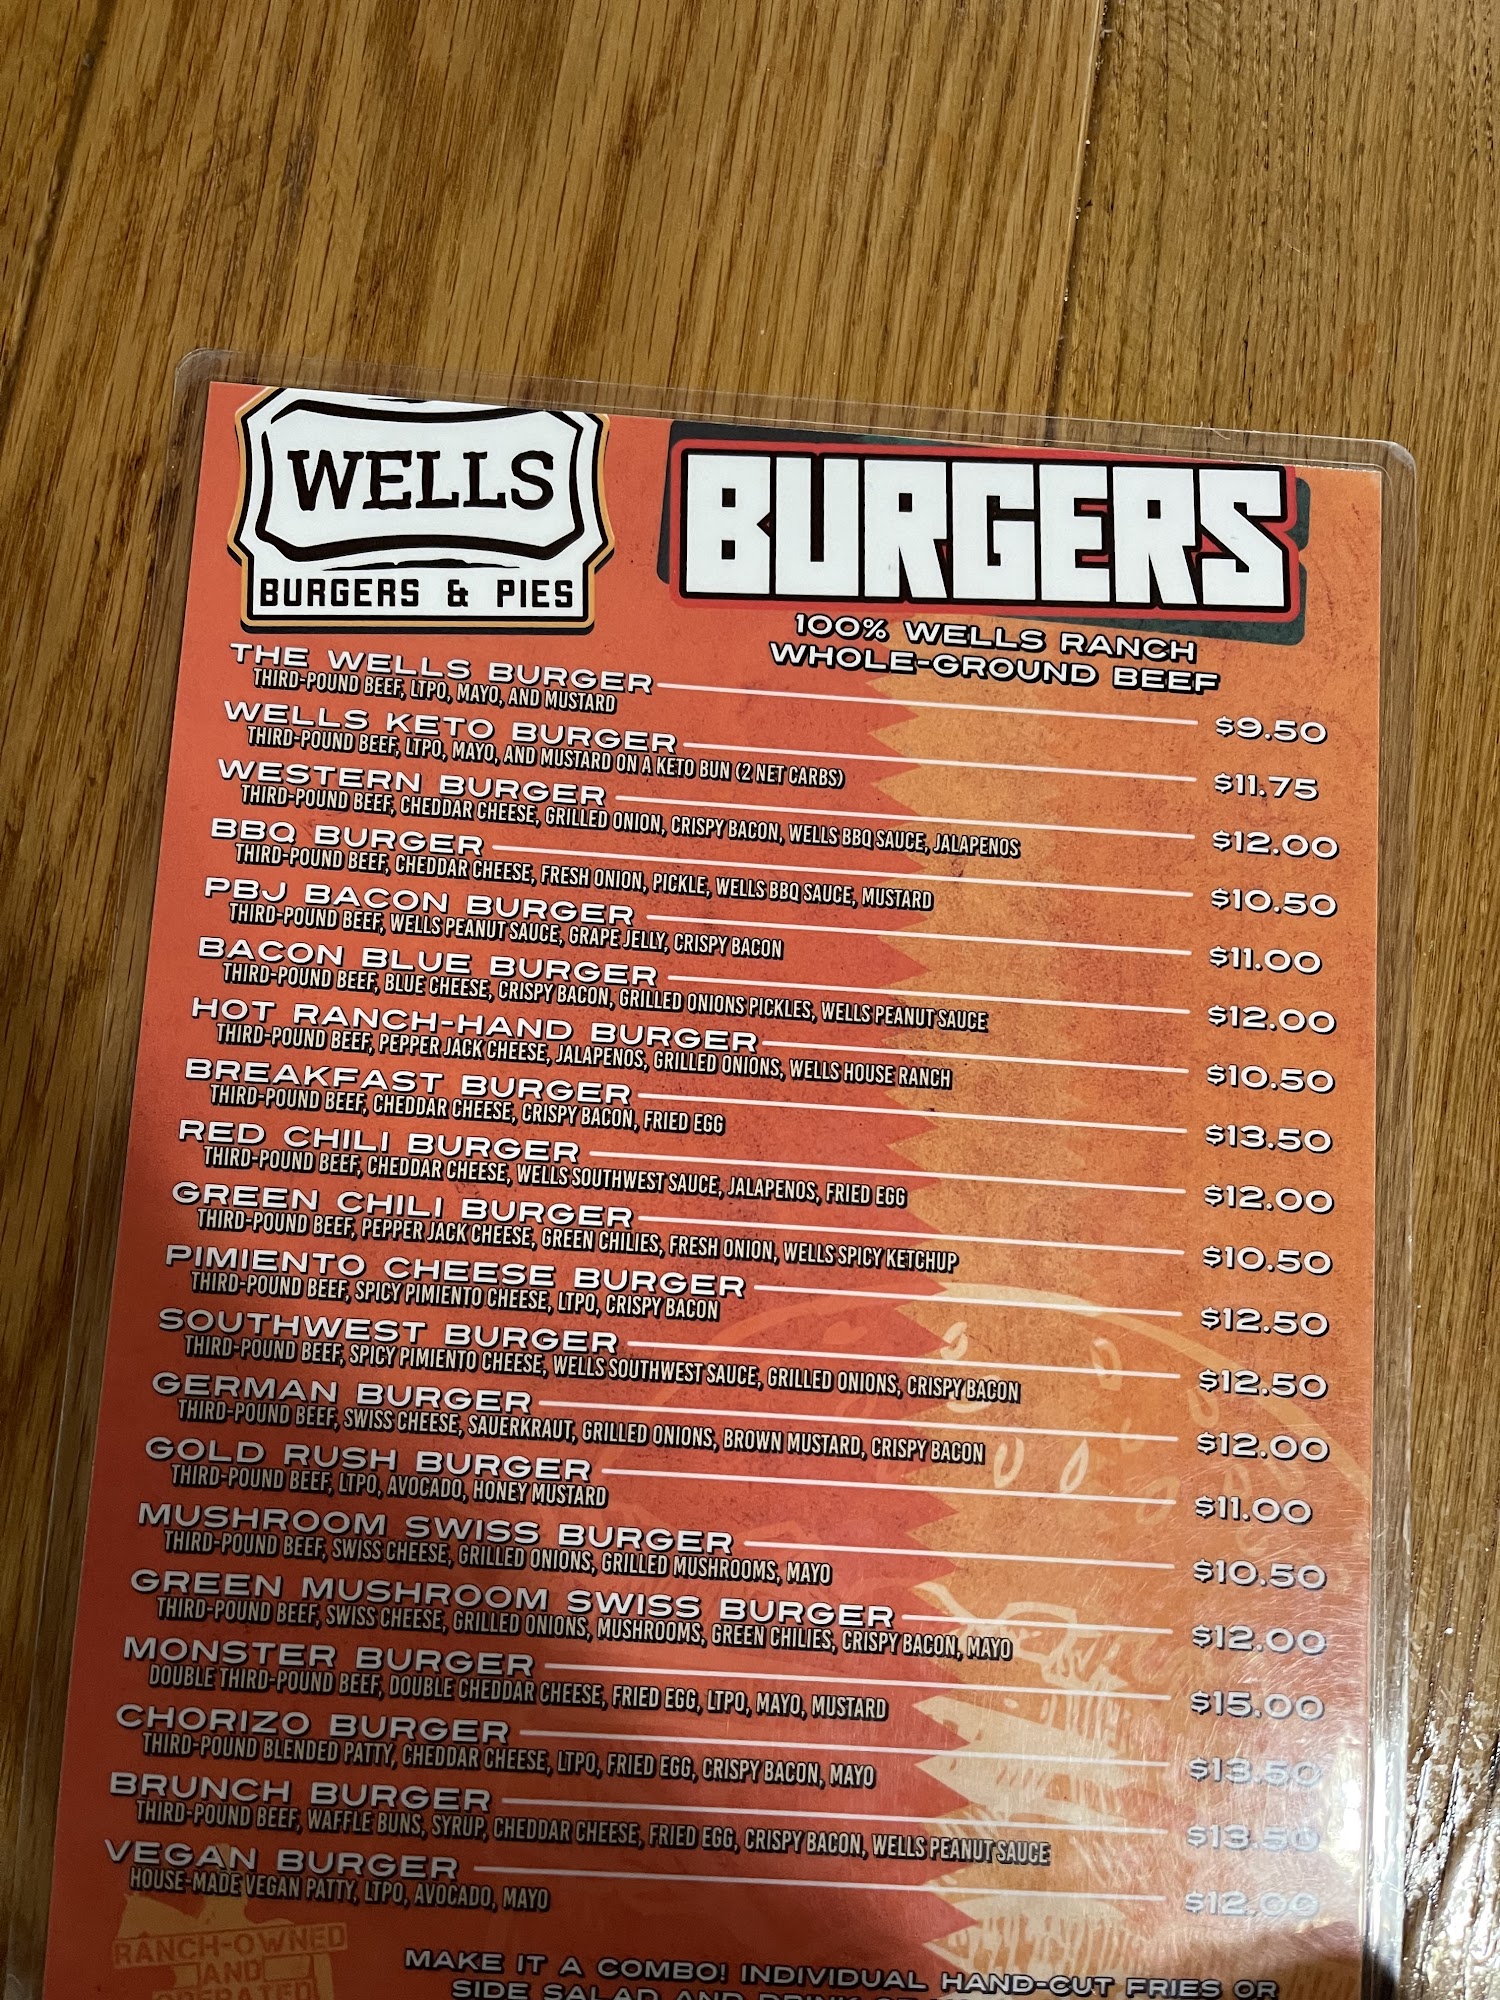 WELLS
BURGERS & PIES
BURGERS
100% WELLS RANCH
WHOLE-GROUND BEEF
THE WELLS BURGER $9.50
THIRD-POUND BEEF, LTPO, MAYO, AND MUSTARD
WELLS KETO BURGER $11.75
THIRD-POUND BEEF, LTPO, MAYO, AND MUSTARD ON A KETO BUN (2 NET CARBS)
WESTERN BURGER $12.00
THIRD-POUND BEEF, CHEDDAR CHEESE, GRILLED ONION, CRISPY BACON, WELLS BBQ SAUCE, JALAPENOS
BBQ BURGER $10.50
THIRD-POUND BEEF, CHEDDAR CHEESE, FRESH ONION, PICKLE, WELLS BBQ SAUCE, MUSTARD
PBJ BACON BURGER $11.00
THIRD-POUND BEEF, WELLS PEANUT SAUCE, GRAPE JELLY, CRISPY BACON
BACON BLUE BURGER $12.00
THIRD-POUND BEEF, BLUE CHEESE, CRISPY BACON, GRILLED ONIONS PICKLES, WELLS PEANUT SAUCE
HOT RANCH-HAND BURGER $10.50
THIRD-POUND BEEF, PEPPER JACK CHEESE, JALAPENOS, GRILLED ONIONS, WELLS HOUSE RANCH
BREAKFAST BURGER $13.50
THIRD-POUND BEEF, CHEDDAR CHEESE, CRISPY BACON, FRIED EGG
RED CHILI BURGER $12.00
THIRD-POUND BEEF, CHEDDAR CHEESE, WELLS SOUTHWEST SAUCE, JALAPENOS, FRIED EGG
GREEN CHILI BURGER $10.50
THIRD-POUND BEEF, PEPPER JACK CHEESE, GREEN CHILIES, FRESH ONION, WELLS SPICY KETCHUP
PIMIENTO CHEESE BURGER $12.50
THIRD-POUND BEEF, SPICY PIMIENTO CHEESE, LTPO, CRISPY BACON
SOUTHWEST BURGER $12.50
THIRD-POUND BEEF, SPICY PIMIENTO CHEESE, WELLS SOUTHWEST SAUCE, GRILLED ONIONS, CRISPY BACON
GERMAN BURGER $12.00
THIRD-POUND BEEF, SWISS CHEESE, SAUERKRAUT, GRILLED ONIONS, BROWN MUSTARD, CRISPY BACON
GOLD RUSH BURGER $11.00
THIRD-POUND BEEF, LTPO, AVOCADO, HONEY MUSTARD
MUSHROOM SWISS BURGER $10.50
THIRD-POUND BEEF, SWISS CHEESE, GRILLED ONIONS, GRILLED MUSHROOMS, MAYO
GREEN MUSHROOM SWISS BURGER $12.00
THIRD-POUND BEEF, SWISS CHEESE, GRILLED ONIONS, MUSHROOMS, GREEN CHILIES, CRISPY BACON, MAYO
MONSTER BURGER $15.00
DOUBLE THIRD-POUND BEEF, DOUBLE CHEDDAR CHEESE, FRIED EGG, LTPO, MAYO, MUSTARD
CHORIZO BURGER $13.50
THIRD-POUND BLENDED PATTY, CHEDDAR CHEESE, LTPO, FRIED EGG, CRISPY BACON, MAYO
BRUNCH BURGER $13.50
THIRD-POUND BEEF, WAFFLE BUNS, SYRUP, CHEDDAR CHEESE, FRIED EGG, CRISPY BACON, WELLS PEANUT SAUCE
VEGAN BURGER $12.00
HOUSE-MADE VEGAN PATTY, LTPO, AVOCADO, MAYO
RANCH-OWNED
AND
OPERATED
MAKE IT A COMBO! INDIVIDUAL HAND-CUT FRIES OR
SIDE SALAD AND DRINK